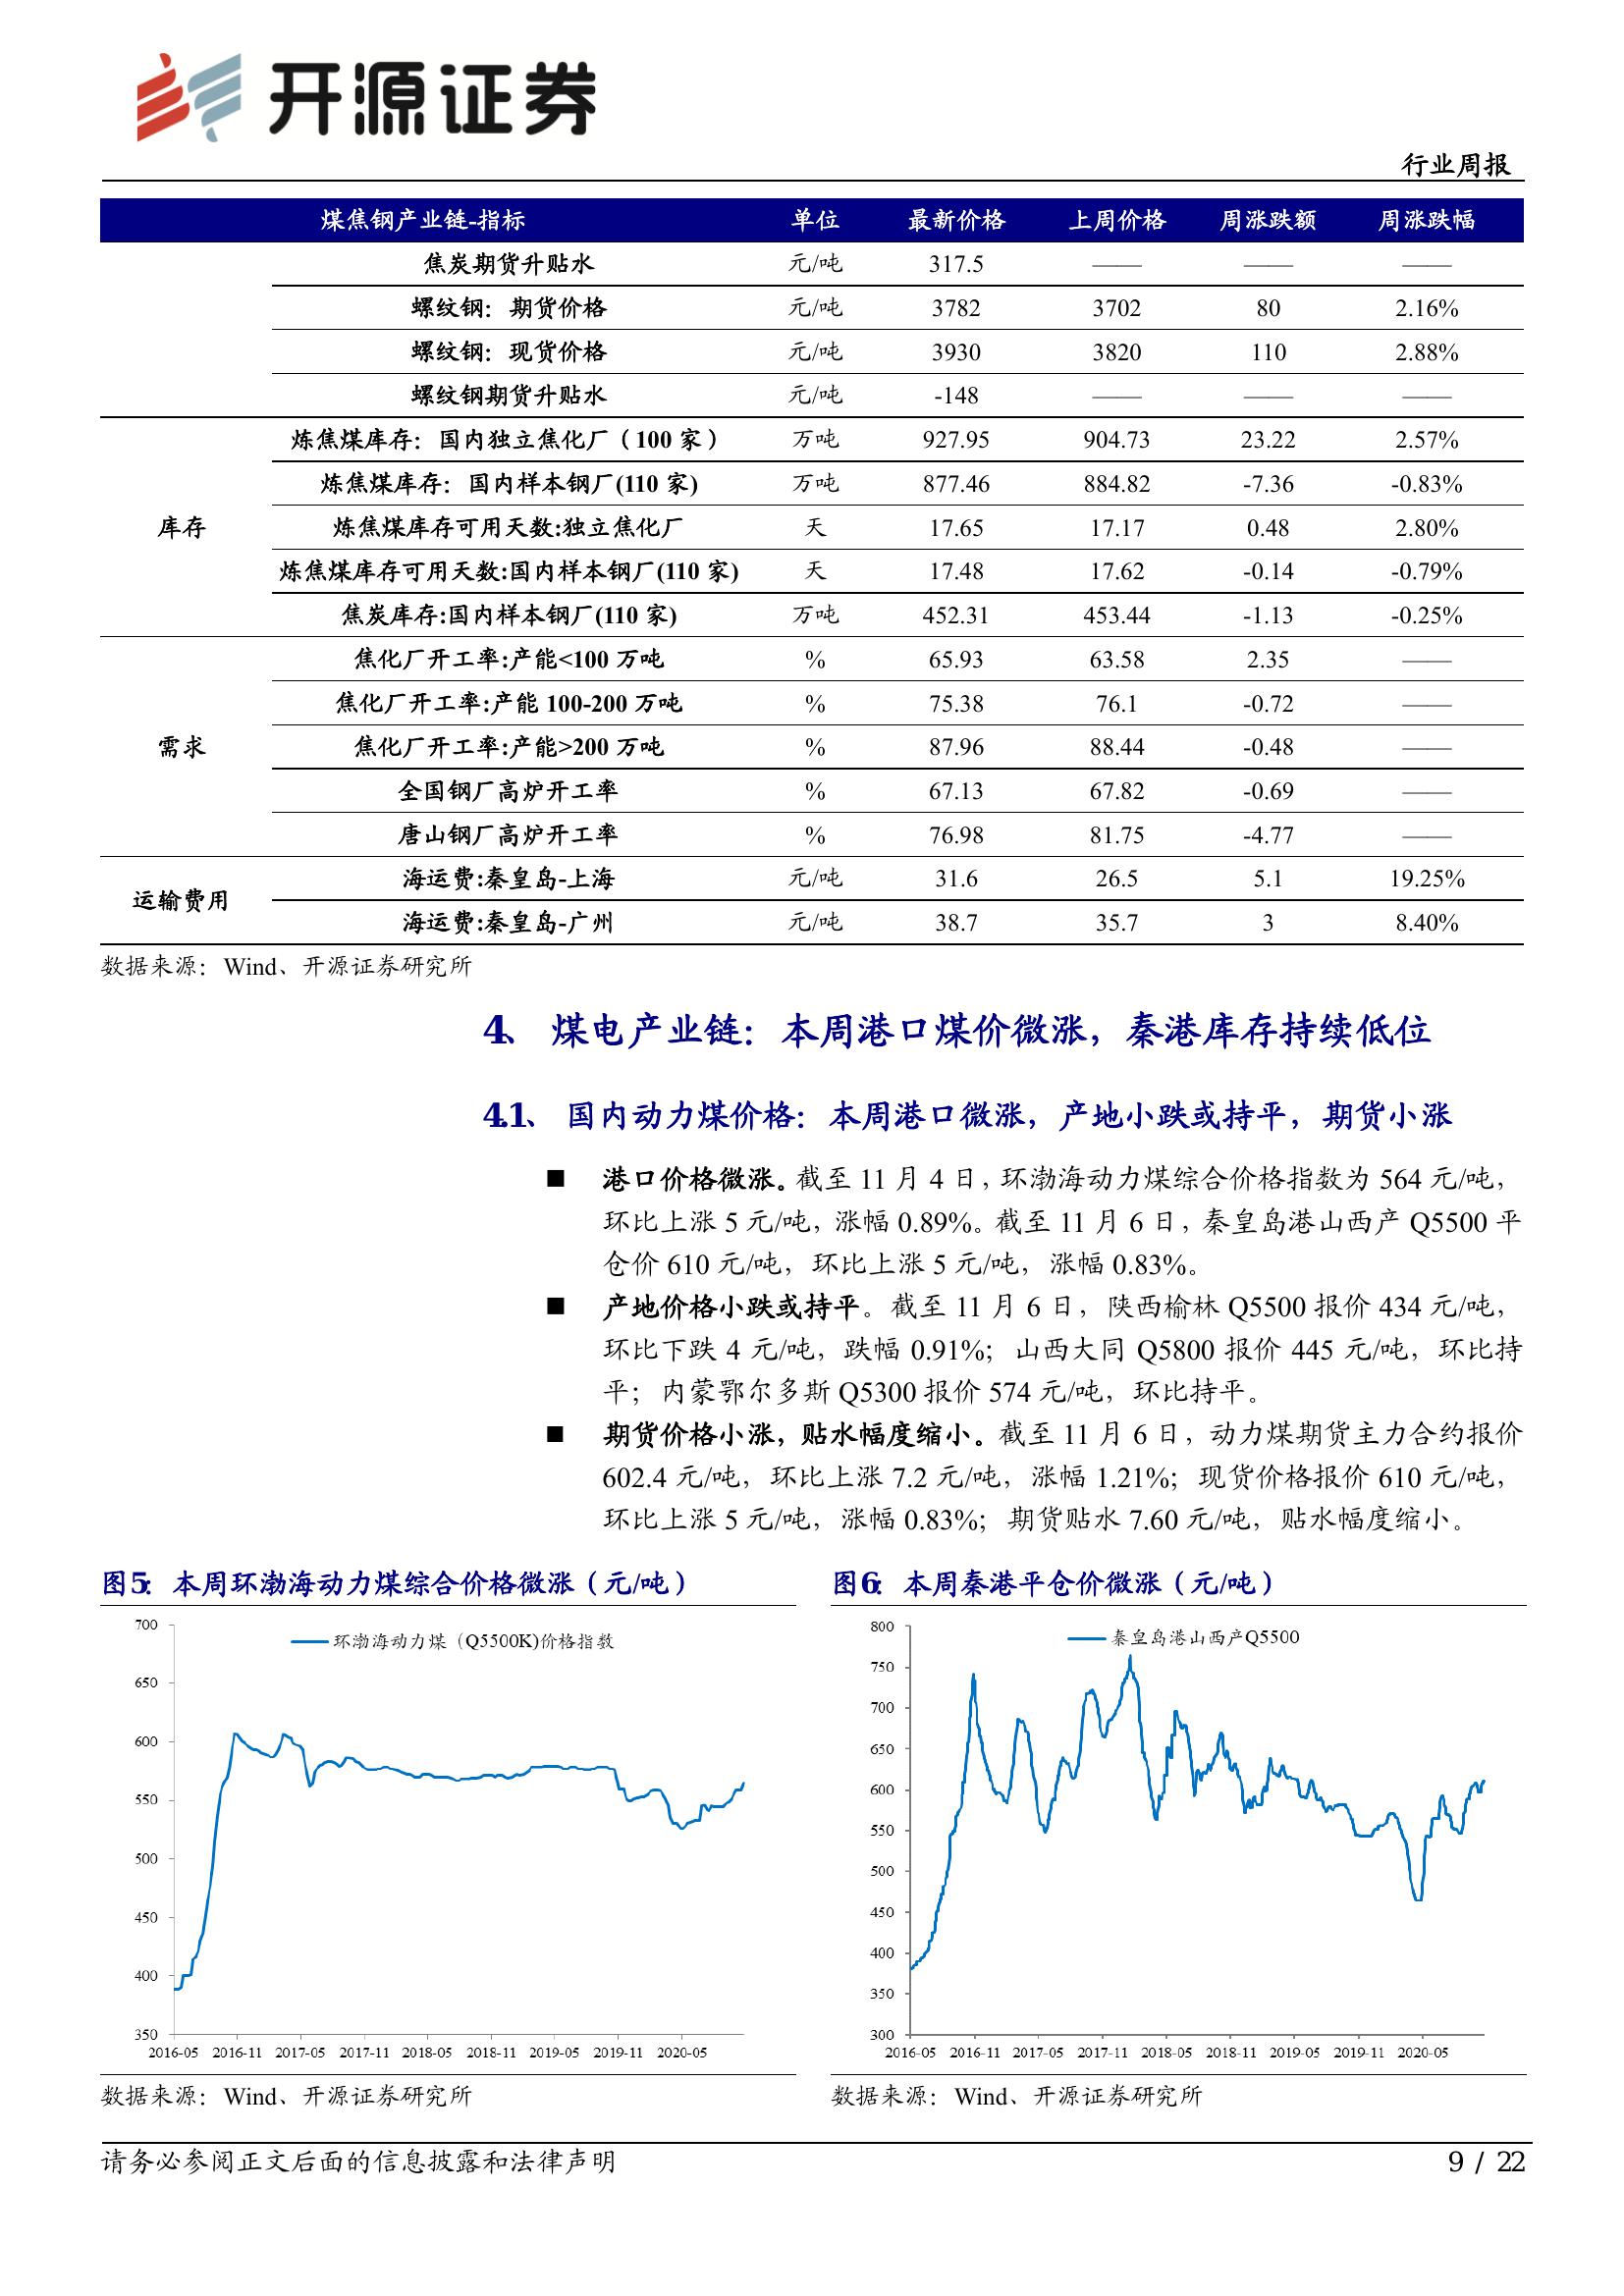 开源证券
行业周报
煤焦钢产业链-指标 单位 最新价格 上周价格 周涨跌额 周涨跌幅
焦炭期货升贴水 元/吨 317.5 —— —— ——
螺纹钢：期货价格 元/吨 3782 3702 80 2.16%
螺纹钢：现货价格 元/吨 3930 3820 110 2.88%
螺纹钢期货升贴水 元/吨 -148 —— —— ——
库存
炼焦煤库存：国内独立焦化厂（100 家） 万吨 927.95 904.73 23.22 2.57%
炼焦煤库存：国内样本钢厂(110 家) 万吨 877.46 884.82 -7.36 -0.83%
炼焦煤库存可用天数:独立焦化厂 天 17.65 17.17 0.48 2.80%
炼焦煤库存可用天数:国内样本钢厂(110 家) 天 17.48 17.62 -0.14 -0.79%
焦炭库存:国内样本钢厂(110 家) 万吨 452.31 453.44 -1.13 -0.25%
需求
焦化厂开工率:产能<100 万吨 % 65.93 63.58 2.35 ——
焦化厂开工率:产能 100-200 万吨 % 75.38 76.1 -0.72 ——
焦化厂开工率:产能>200 万吨 % 87.96 88.44 -0.48 ——
全国钢厂高炉开工率 % 67.13 67.82 -0.69 ——
唐山钢厂高炉开工率 % 76.98 81.75 -4.77 ——
运输费用
海运费:秦皇岛-上海 元/吨 31.6 26.5 5.1 19.25%
海运费:秦皇岛-广州 元/吨 38.7 35.7 3 8.40%
数据来源：Wind、开源证券研究所
4、 煤电产业链：本周港口煤价微涨，秦港库存持续低位
4.1、 国内动力煤价格：本周港口微涨，产地小跌或持平，期货小涨
■ 港口价格微涨。截至 11 月 4 日，环渤海动力煤综合价格指数为 564 元/吨，
环比上涨 5 元/吨，涨幅 0.89%。截至 11 月 6 日，秦皇岛港山西产 Q5500 平
仓价 610 元/吨，环比上涨 5 元/吨，涨幅 0.83%。
■ 产地价格小跌或持平。截至 11 月 6 日，陕西榆林 Q5500 报价 434 元/吨，
环比下跌 4 元/吨，跌幅 0.91%；山西大同 Q5800 报价 445 元/吨，环比持
平；内蒙鄂尔多斯 Q5300 报价 574 元/吨，环比持平。
■ 期货价格小涨，贴水幅度缩小。截至 11 月 6 日，动力煤期货主力合约报价
602.4 元/吨，环比上涨 7.2 元/吨，涨幅 1.21%；现货价格报价 610 元/吨，
环比上涨 5 元/吨，涨幅 0.83%；期货贴水 7.60 元/吨，贴水幅度缩小。
图5：本周环渤海动力煤综合价格微涨（元/吨）
700
环渤海动力煤（Q5500K)价格指数
650
600
550
500
450
400
350
2016-05 2016-11 2017-05 2017-11 2018-05 2018-11 2019-05 2019-11 2020-05
数据来源：Wind、开源证券研究所
图6：本周秦港平仓价微涨（元/吨）
800
秦皇岛港山西产Q5500
750
700
650
600
550
500
450
400
350
300
2016-05 2016-11 2017-05 2017-11 2018-05 2018-11 2019-05 2019-11 2020-05
数据来源：Wind、开源证券研究所
请务必参阅正文后面的信息披露和法律声明
9 / 22